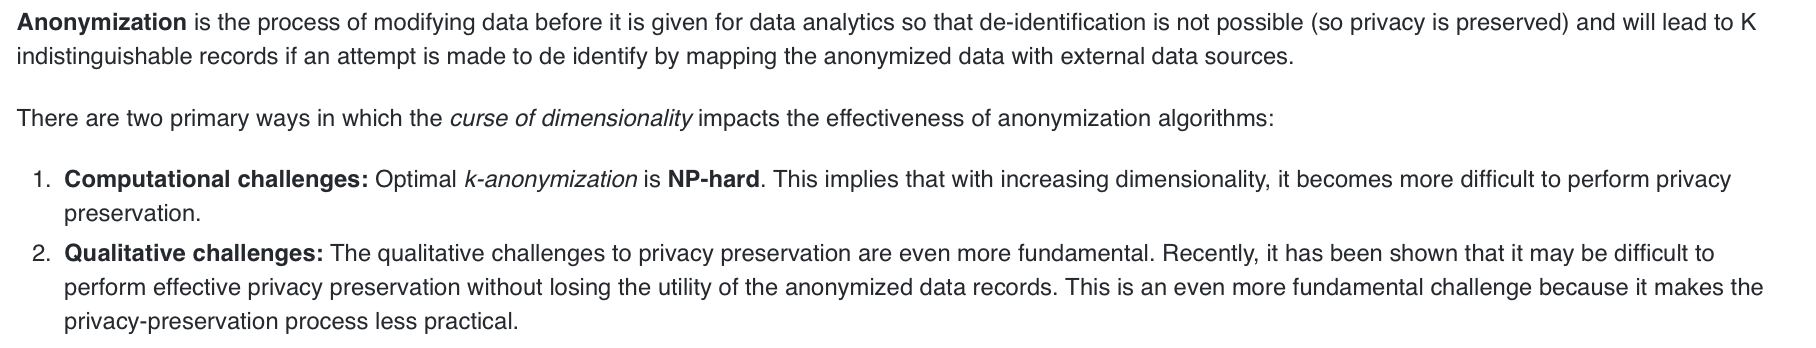 Anonymization is the process of modifying data before it is given for data analytics so that de-identification is not possible (so privacy is preserved) and will lead to K
indistinguishable records if an attempt is made to de identify by mapping the anonymized data with external data sources.
There are two primary ways in which the curse of dimensionality impacts the effectiveness of anonymization algorithms:
1. Computational challenges: Optimal k-anonymization is NP-hard. This implies that with increasing dimensionality, it becomes more difficult to perform privacy
preservation.
2. Qualitative challenges: The qualitative challenges to privacy preservation are even more fundamental. Recently, it has been shown that it may be difficult to
perform effective privacy preservation without losing the utility of the anonymized data records. This is an even more fundamental challenge because it makes the
privacy-preservation process less practical.